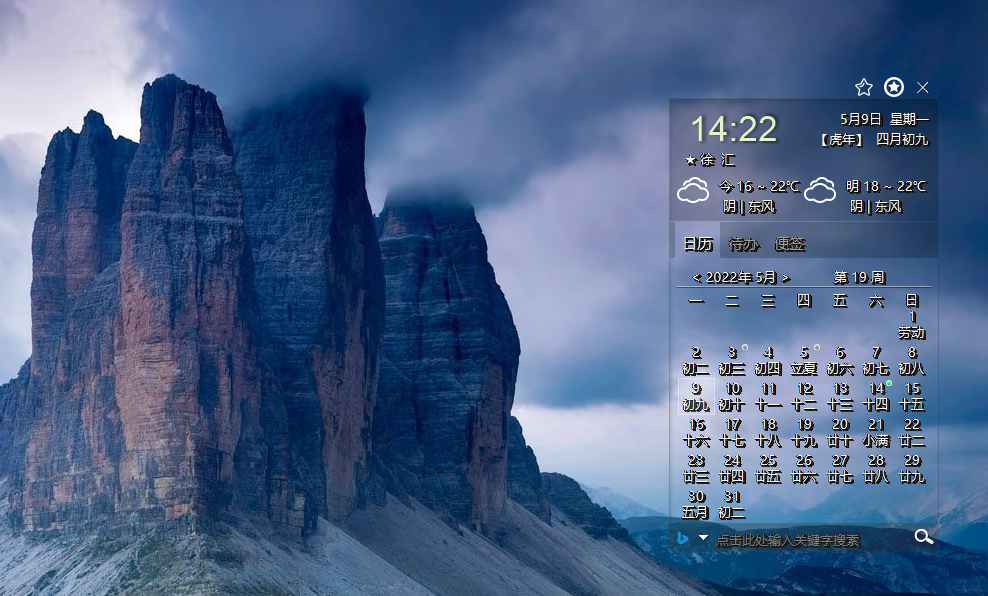 14:22
5月9日 星期一
【虎年】 四月初九
★徐 汇
今 16 ~ 22℃
阴 | 东风
明 18 ~ 22℃
阴 | 东风
日历 待办 便签
< 2022年 5月 > 第 19 周
一 二 三 四 五 六 日
1
劳动
2 3 4 5 6 7 8
初二 初三 初四 立夏 初六 初七 初八
9 10 11 12 13 14 15
初九 初十 十一 十二 十三 十四 十五
16 17 18 19 20 21 22
十六 十七 十八 十九 二十 小满 廿二
23 24 25 26 27 28 29
廿三 廿四 廿五 廿六 廿七 廿八 廿九
30 31
五月 初二
点击此处输入关键字搜索